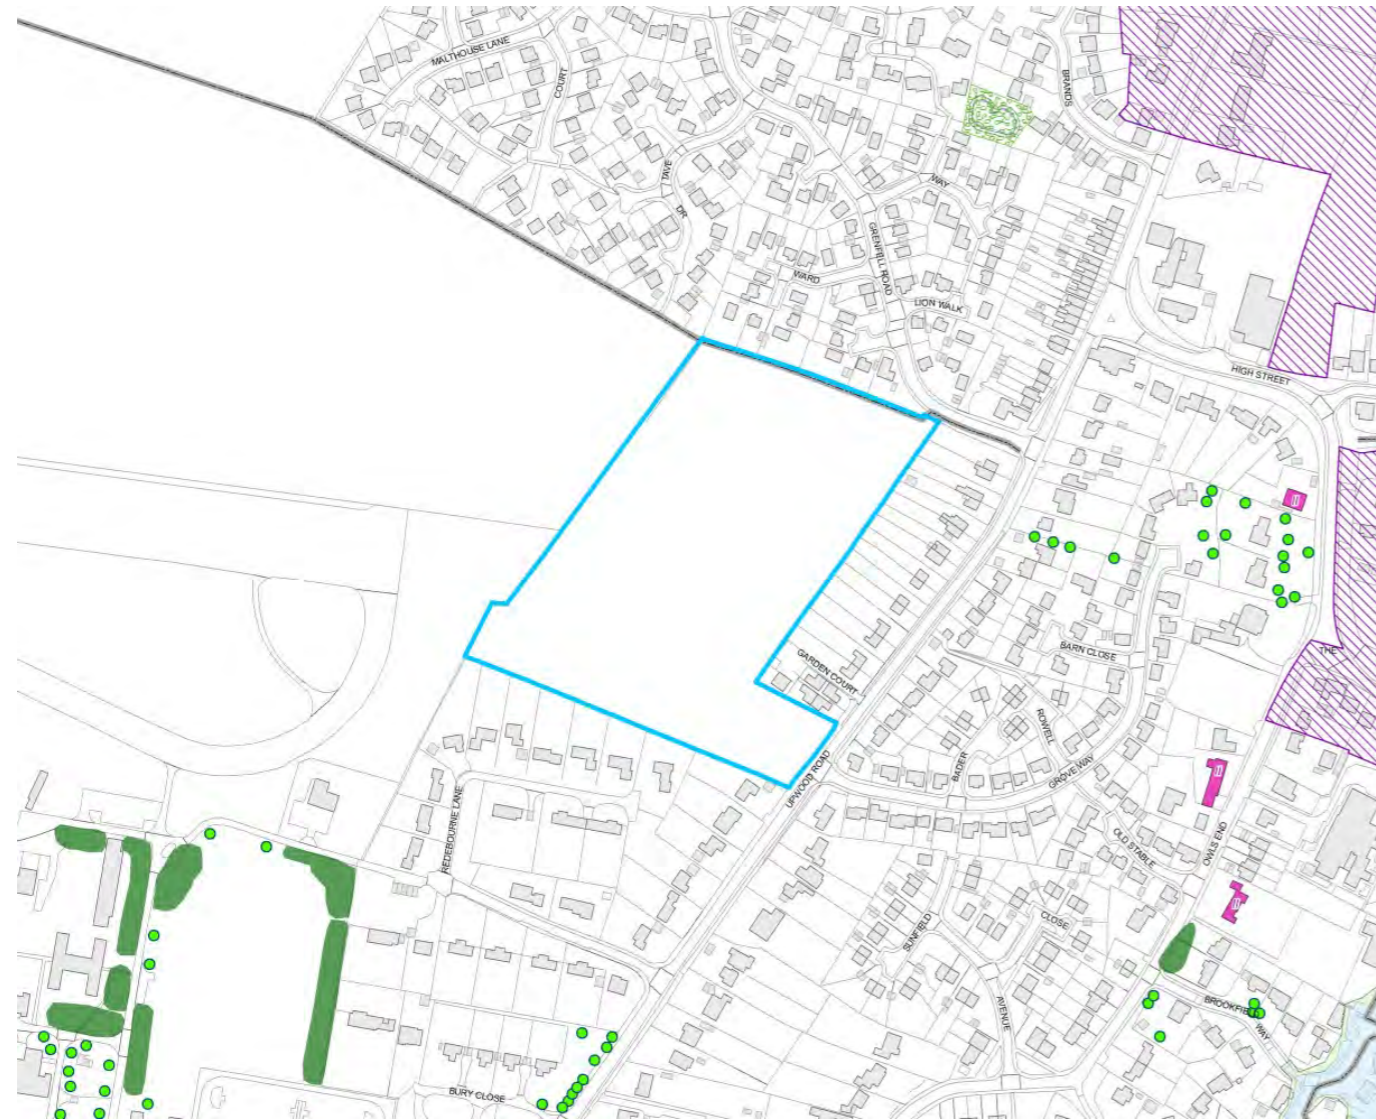 MALTHOUSE LANE
COURT
BRANDS
TAVE
DR
WAY
GRENFELL ROAD
WARD
LION WALK
HIGH STREET
THE
BARN CLOSE
GARDEN COURT
ROWELL
BADER
UPWOOD ROAD
GROVE WAY
REDEBOURNE LANE
OLD STABLE
OWLS END
CLOSE
SUNFIELD
AVENUE
BROOKFIELD
WAY
BURY CLOSE